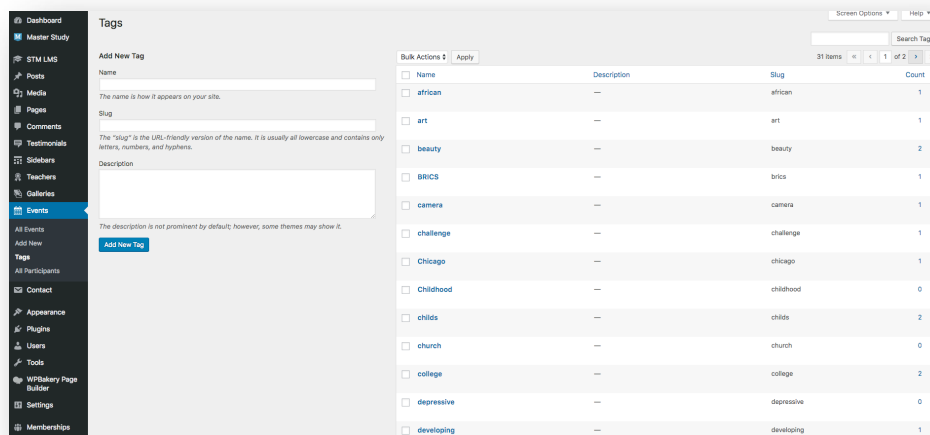 Screen Options ▼ Help ▼
Dashboard
Master Study
STM LMS
Posts
Media
Pages
Comments
Testimonials
Sidebars
Teachers
Galleries
Events
All Events
Add New
Tags
All Participants
Contact
Appearance
Plugins
Users
Tools
WPBakery Page
Builder
Settings
Memberships
Tags
Add New Tag
Name
The name is how it appears on your site.
Slug
The "slug" is the URL-friendly version of the name. It is usually all lowercase and contains only
letters, numbers, and hyphens.
Description
The description is not prominent by default; however, some themes may show it.
Add New Tag
Search Tag
Bulk Actions Apply 31 items « ‹ 1 of 2 ›
Name Description Slug Count
african — african 1
art — art 1
beauty — beauty 2
BRICS — brics 1
camera — camera 1
challenge — challenge 1
Chicago — chicago 1
Childhood — childhood 0
childs — childs 2
church — church 0
college — college 2
depressive — depressive 0
developing — developing 1